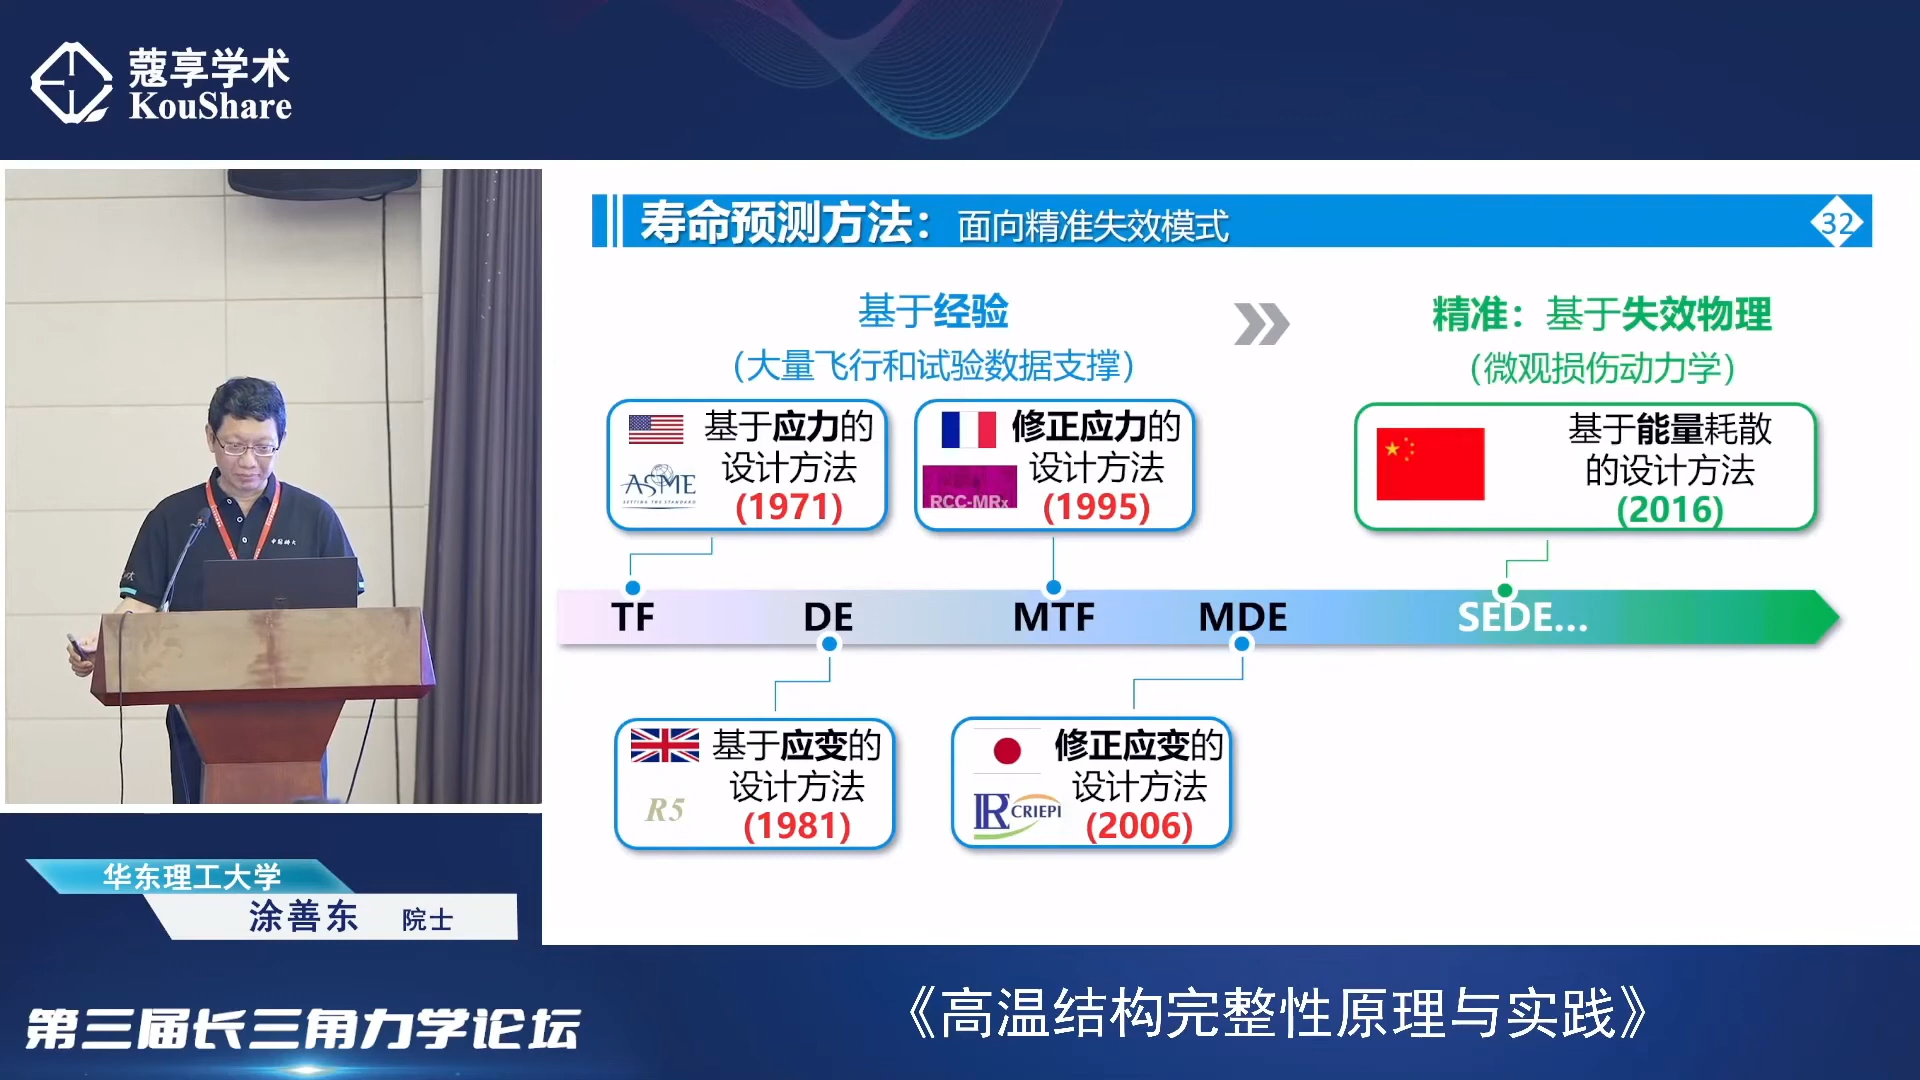 蔻享学术
KouShare
寿命预测方法：面向精准失效模式
32
基于经验
（大量飞行和试验数据支撑）
精准：基于失效物理
（微观损伤动力学）
基于应力的
设计方法
(1971)
ASME
SETTING THE STANDARD
修正应力的
设计方法
(1995)
RCC-MRx
基于能量耗散
的设计方法
(2016)
TF
DE
MTF
MDE
SEDE...
基于应变的
设计方法
(1981)
R5
修正应变的
设计方法
(2006)
CRIEPI
华东理工大学
涂善东 院士
第三届长三角力学论坛
《高温结构完整性原理与实践》